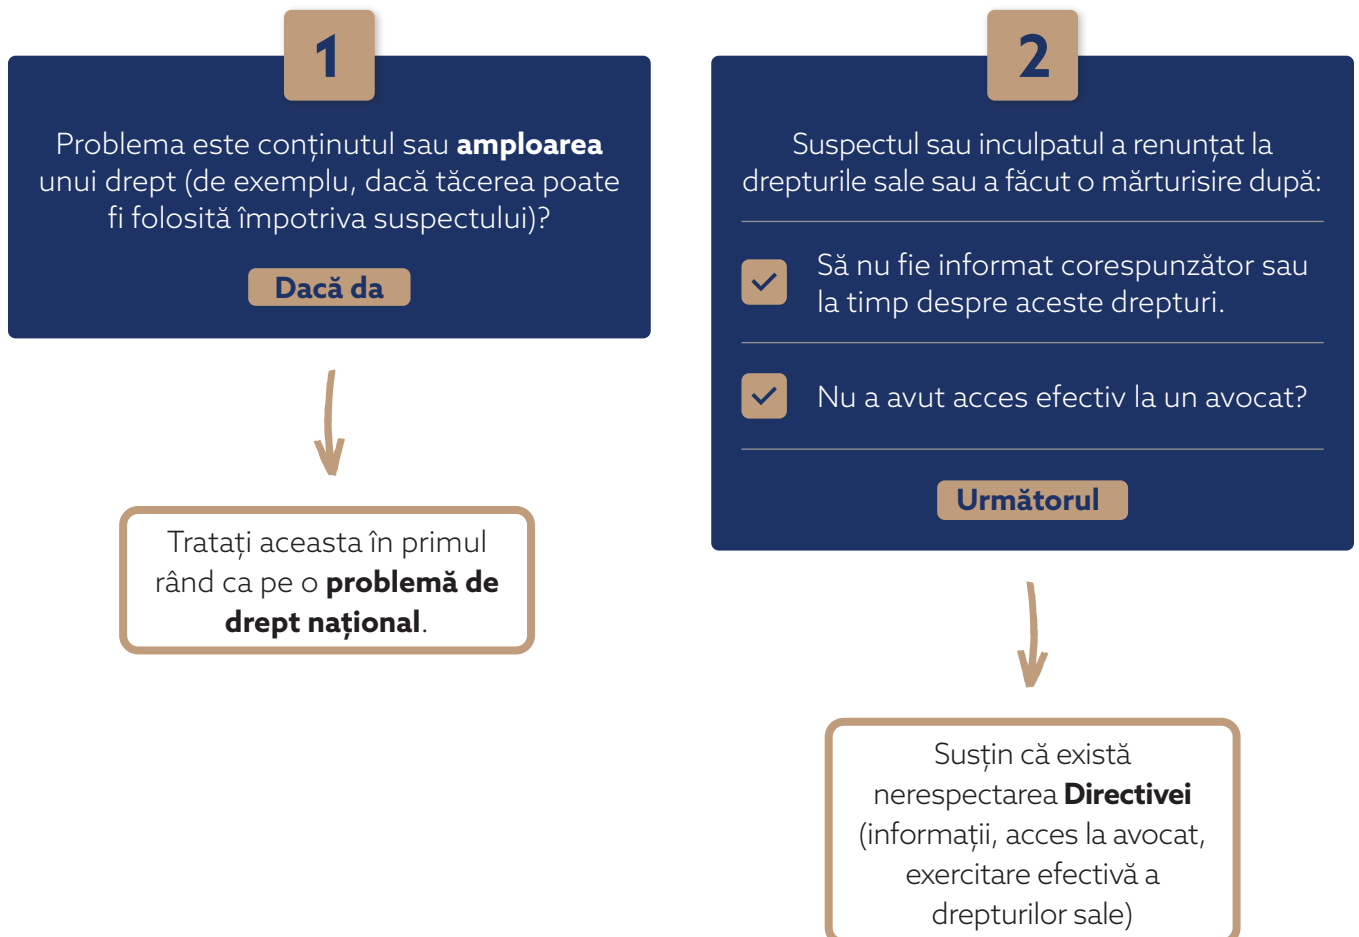 1
Problema este conținutul sau amploarea
unui drept (de exemplu, dacă tăcerea poate
fi folosită împotriva suspectului)?
Dacă da
Tratați aceasta în primul
rând ca pe o problemă de
drept național.
2
Suspectul sau inculpatul a renunțat la
drepturile sale sau a făcut o mărturisire după:
Să nu fie informat corespunzător sau
la timp despre aceste drepturi.
Nu a avut acces efectiv la un avocat?
Următorul
Susțin că există
nerespectarea Directivei
(informații, acces la avocat,
exercitare efectivă a
drepturilor sale)